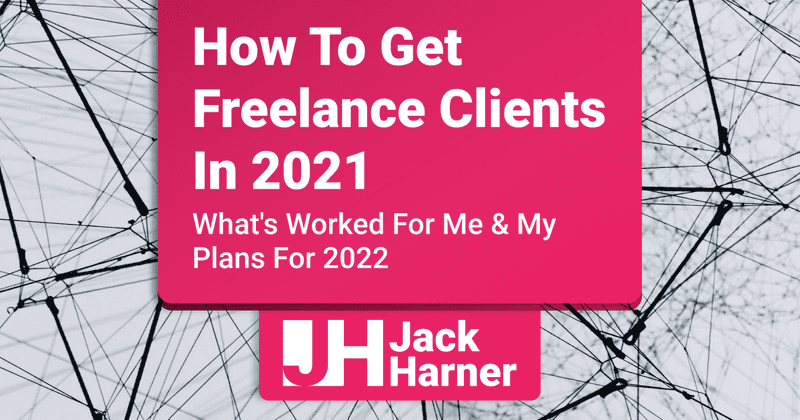 How To Get
Freelance Clients
In 2021
What's Worked For Me & My
Plans For 2022
JH Jack
Harner